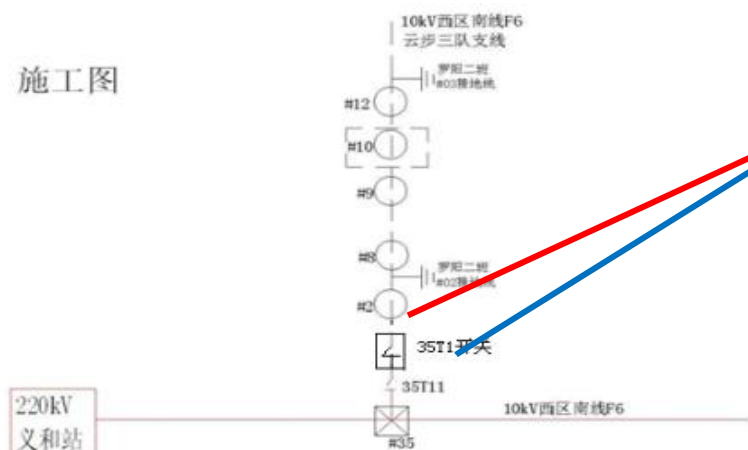 10kV西区南线F6
云步三队支线
施工图
罗阳二班
#03接地线
#12
#10
#9
#8
罗阳二班
#02接地线
#2
35T1开关
35T11
220kV
义和站
10kV西区南线F6
#35